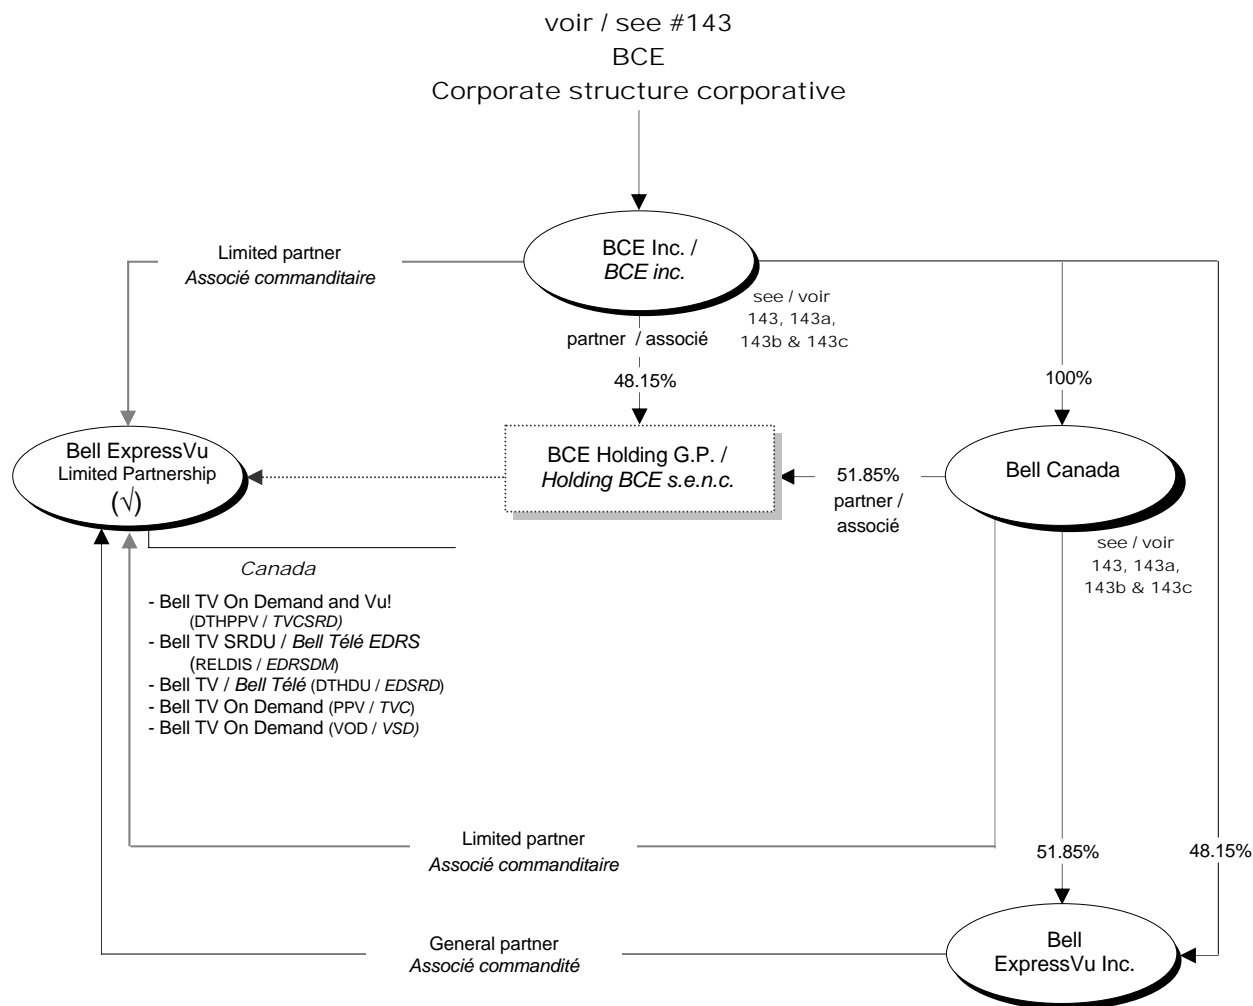 voir / see #143
BCE
Corporate structure corporative
Limited partner
Associé commanditaire
BCE Inc. /
BCE inc.
see / voir
143, 143a,
143b & 143c
partner / associé
48.15%
100%
Bell ExpressVu
Limited Partnership
(√)
BCE Holding G.P. /
Holding BCE s.e.n.c.
51.85%
partner /
associé
Bell Canada
see / voir
143, 143a,
143b & 143c
Canada
- Bell TV On Demand and Vu!
(DTHPPV / TVCSRD)
- Bell TV SRDU / Bell Télé EDRS
(RELDIS / EDRSDM)
- Bell TV / Bell Télé (DTHDU / EDSRD)
- Bell TV On Demand (PPV / TVC)
- Bell TV On Demand (VOD / VSD)
Limited partner
Associé commanditaire
51.85%
48.15%
General partner
Associé commandité
Bell
ExpressVu Inc.